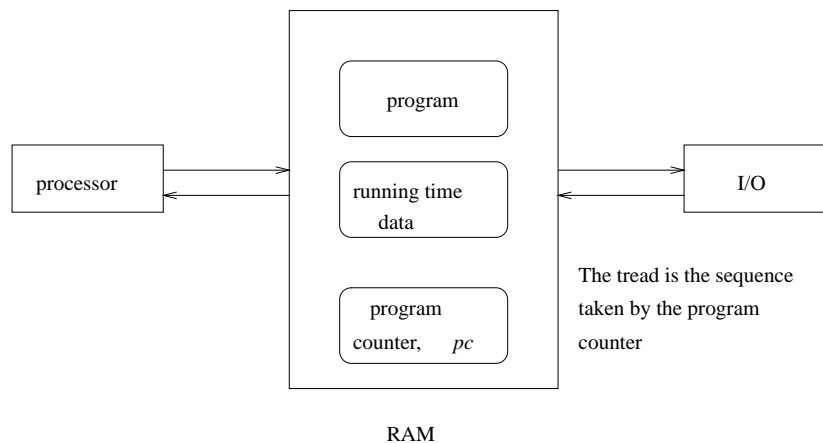 program
processor
running time
data
I/O
program
counter, pc
The tread is the sequence
taken by the program
counter
RAM